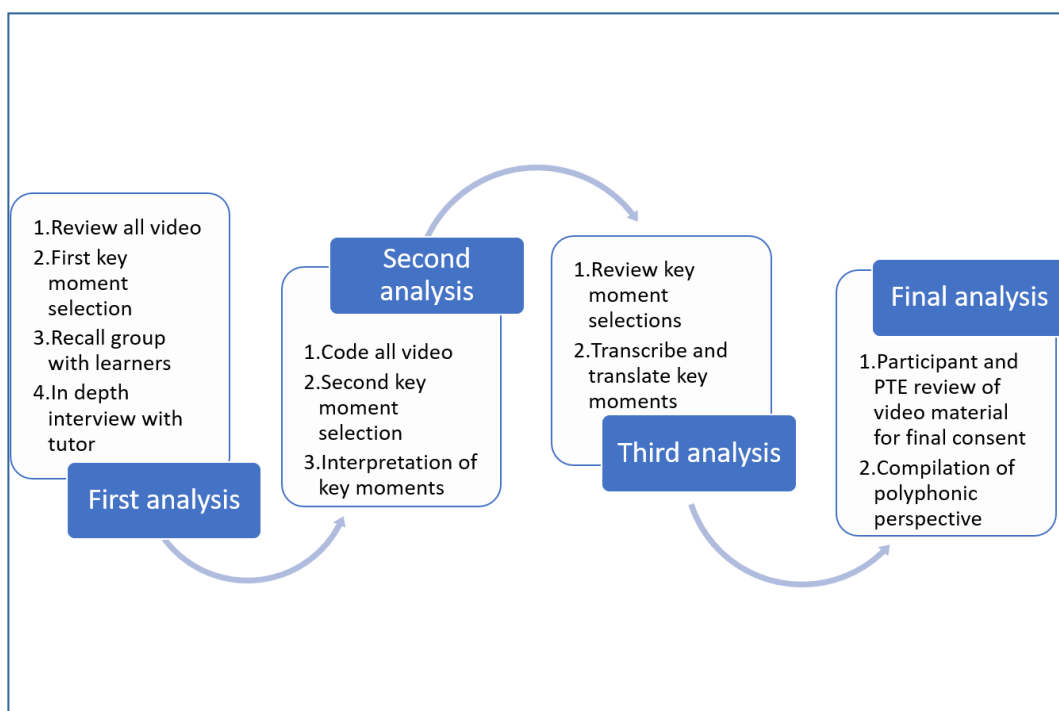 1.Review all video
2.First key
moment
selection
3.Recall group
with learners
4.In depth
interview with
tutor
First analysis
Second
analysis
1.Code all video
2.Second key
moment
selection
3.Interpretation of
key moments
1.Review key
moment
selections
2.Transcribe and
translate key
moments
Third analysis
Final analysis
1.Participant and
PTE review of
video material
for final consent
2.Compilation of
polyphonic
perspective